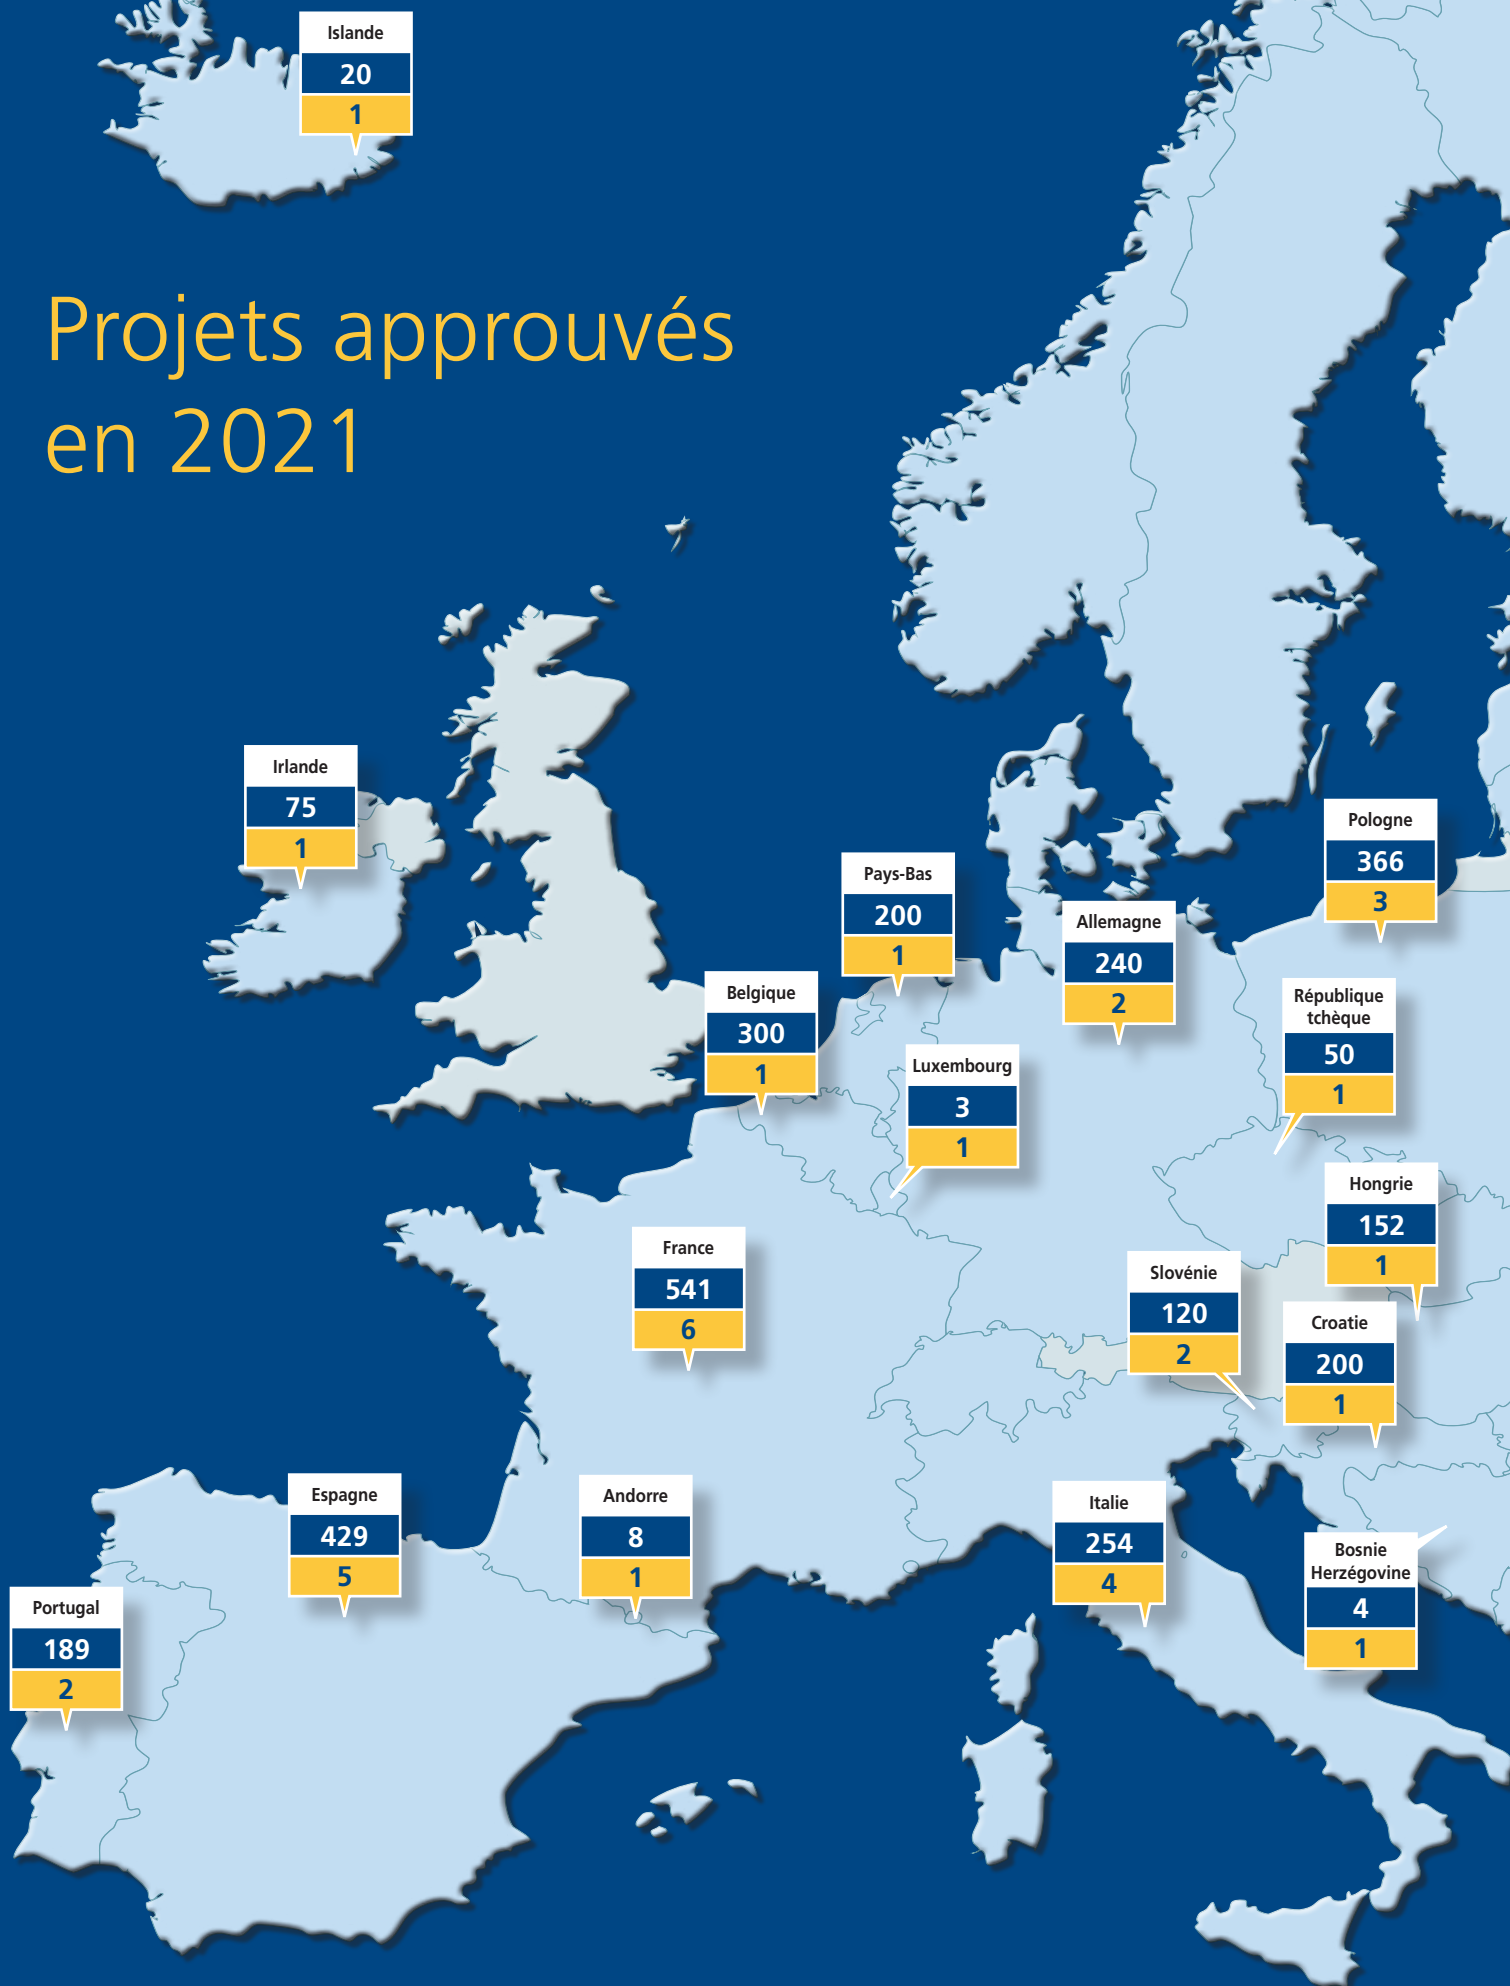 Islande
20
1
Projets approuvés
en 2021
Irlande
75
1
Pologne
366
3
Pays-Bas
200
1
Allemagne
240
2
Belgique
300
1
République
tchèque
50
1
Luxembourg
3
1
Hongrie
152
1
France
541
6
Slovénie
120
2
Croatie
200
1
Espagne
429
5
Andorre
8
1
Italie
254
4
Bosnie
Herzégovine
4
1
Portugal
189
2